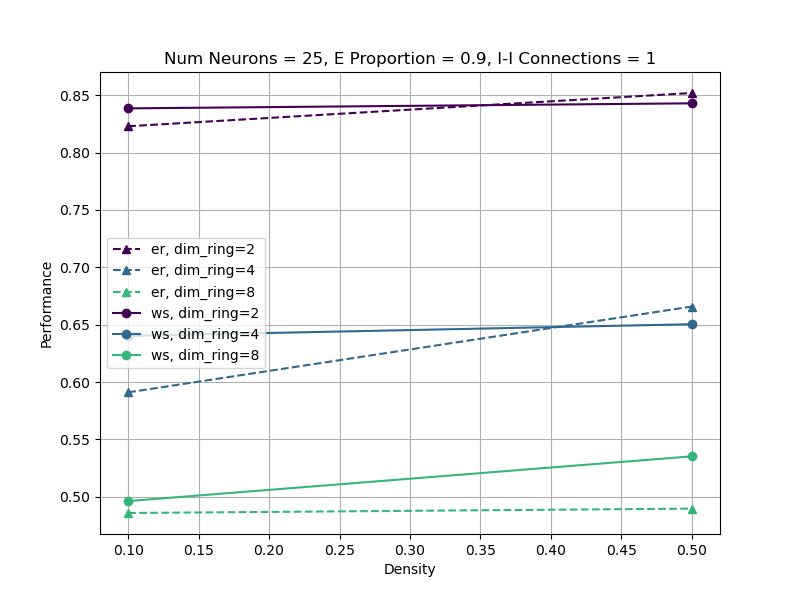 Num Neurons = 25, E Proportion = 0.9, I-I Connections = 1
0.85
0.80
0.75
0.70
0.65
0.60
0.55
0.50
Performance
er, dim_ring=2
er, dim_ring=4
er, dim_ring=8
ws, dim_ring=2
ws, dim_ring=4
ws, dim_ring=8
0.10 0.15 0.20 0.25 0.30 0.35 0.40 0.45 0.50
Density